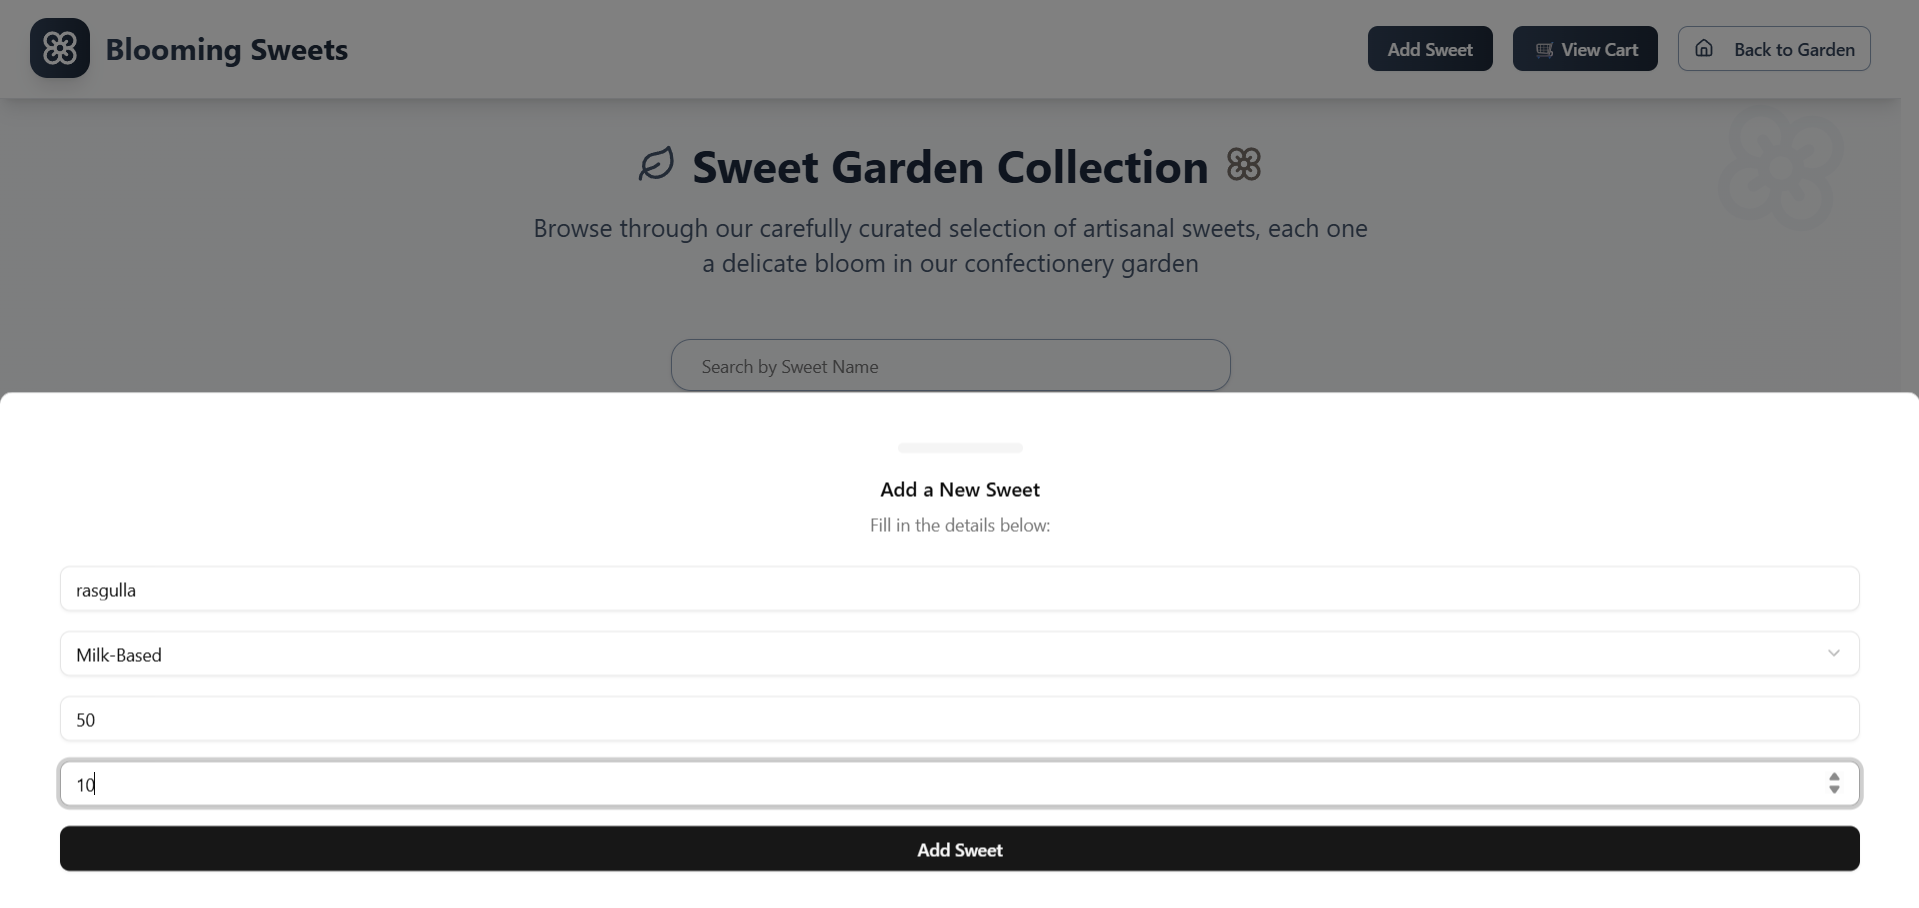 Blooming Sweets
Add Sweet
View Cart
Back to Garden
Sweet Garden Collection
Browse through our carefully curated selection of artisanal sweets, each one
a delicate bloom in our confectionery garden
Search by Sweet Name
Add a New Sweet
Fill in the details below:
rasgulla
Milk-Based
50
10
Add Sweet